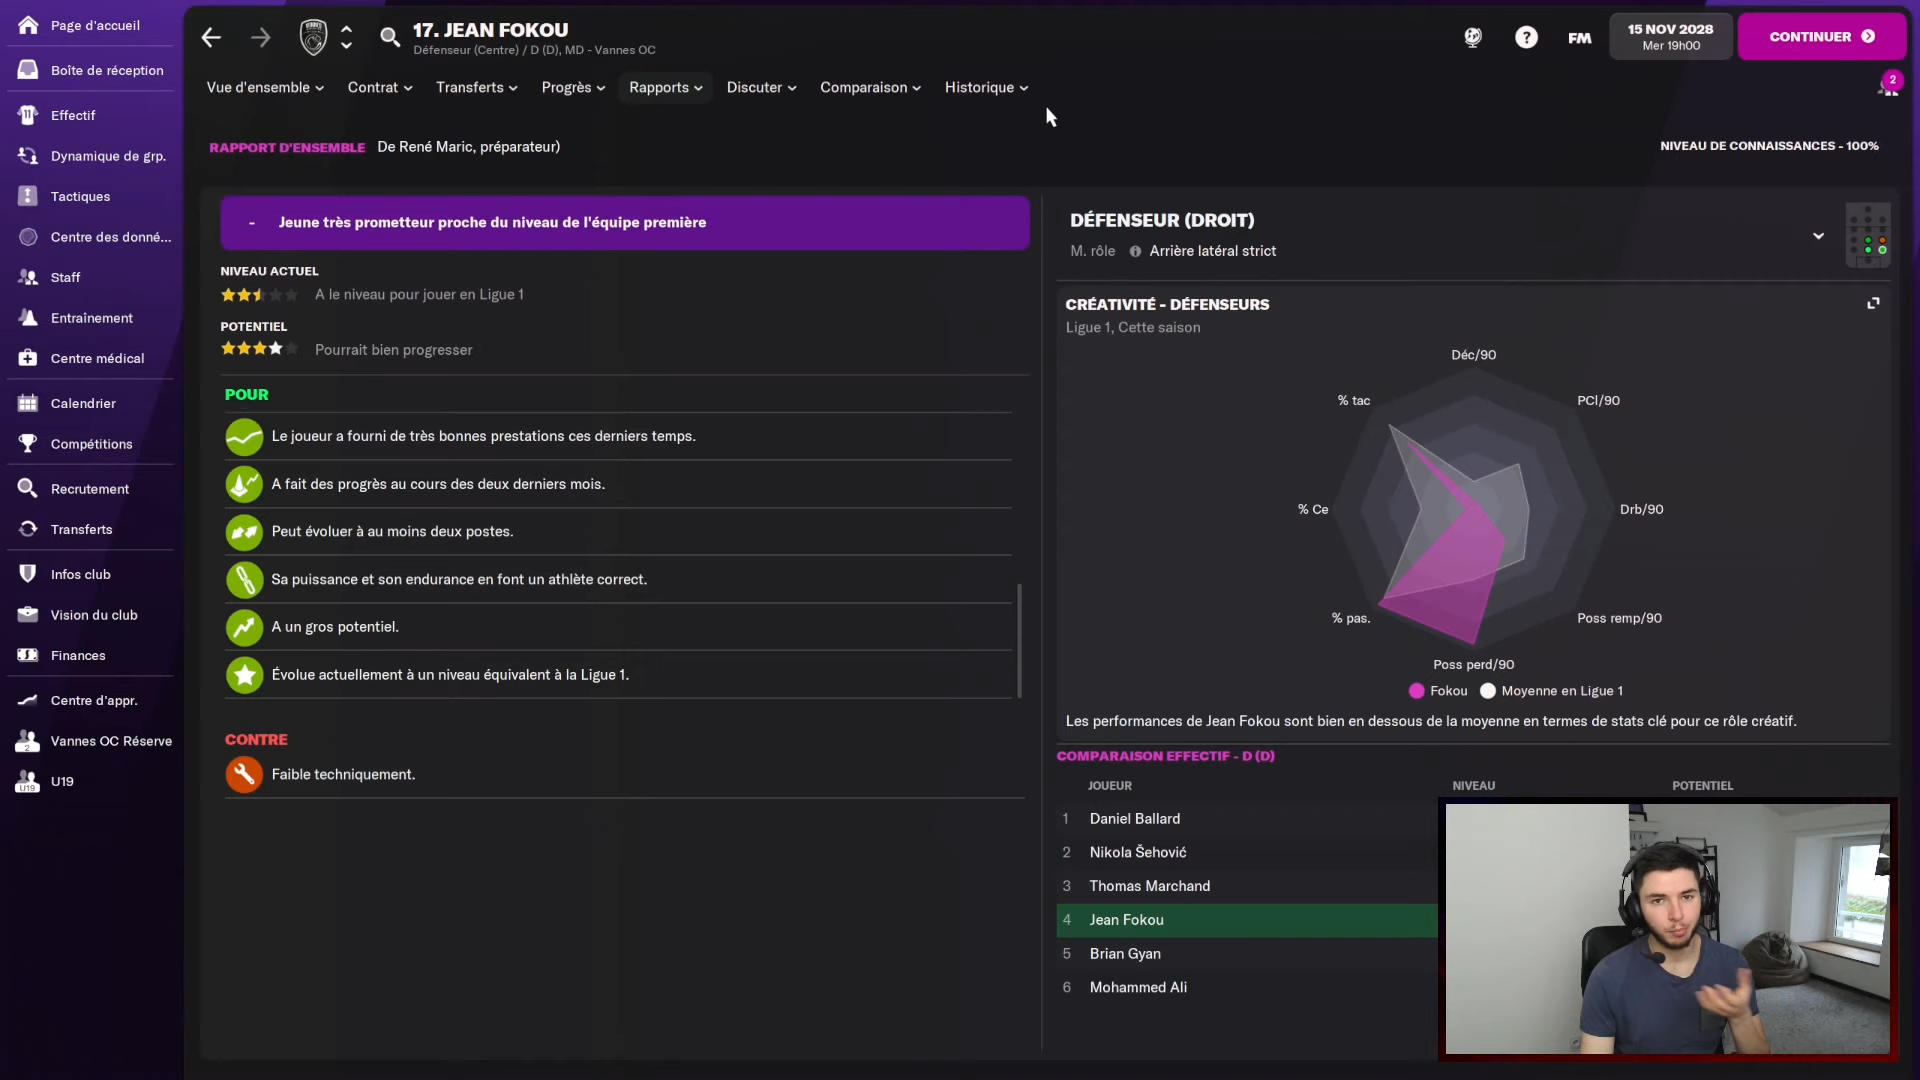 Page d'accueil
Boîte de réception
Effectif
Dynamique de grp.
Tactiques
Centre des donné...
Staff
Entraînement
Centre médical
Calendrier
Compétitions
Recrutement
Transferts
Infos club
Vision du club
Finances
Centre d'appr.
2
Vannes OC Réserve
U19
U19
17. JEAN FOKOU
Défenseur (Centre) / D (D), MD - Vannes OC
?
FM
15 NOV 2028
Mer 19h00
CONTINUER
2
Vue d'ensemble
Contrat
Transferts
Progrès
Rapports
Discuter
Comparaison
Historique
RAPPORT D'ENSEMBLE De René Maric, préparateur)
NIVEAU DE CONNAISSANCES - 100%
- Jeune très prometteur proche du niveau de l'équipe première
NIVEAU ACTUEL
A le niveau pour jouer en Ligue 1
POTENTIEL
Pourrait bien progresser
POUR
Le joueur a fourni de très bonnes prestations ces derniers temps.
A fait des progrès au cours des deux derniers mois.
Peut évoluer à au moins deux postes.
Sa puissance et son endurance en font un athlète correct.
A un gros potentiel.
Évolue actuellement à un niveau équivalent à la Ligue 1.
CONTRE
Faible techniquement.
DÉFENSEUR (DROIT)
M. rôle Arrière latéral strict
CRÉATIVITÉ - DÉFENSEURS
Ligue 1, Cette saison
Déc/90
% tac
PCl/90
% Ce
Drb/90
% pas.
Poss remp/90
Poss perd/90
Fokou Moyenne en Ligue 1
Les performances de Jean Fokou sont bien en dessous de la moyenne en termes de stats clé pour ce rôle créatif.
COMPARAISON EFFECTIF - D (D)
JOUEUR NIVEAU POTENTIEL
1 Daniel Ballard
2 Nikola Šehović
3 Thomas Marchand
4 Jean Fokou
5 Brian Gyan
6 Mohammed Ali